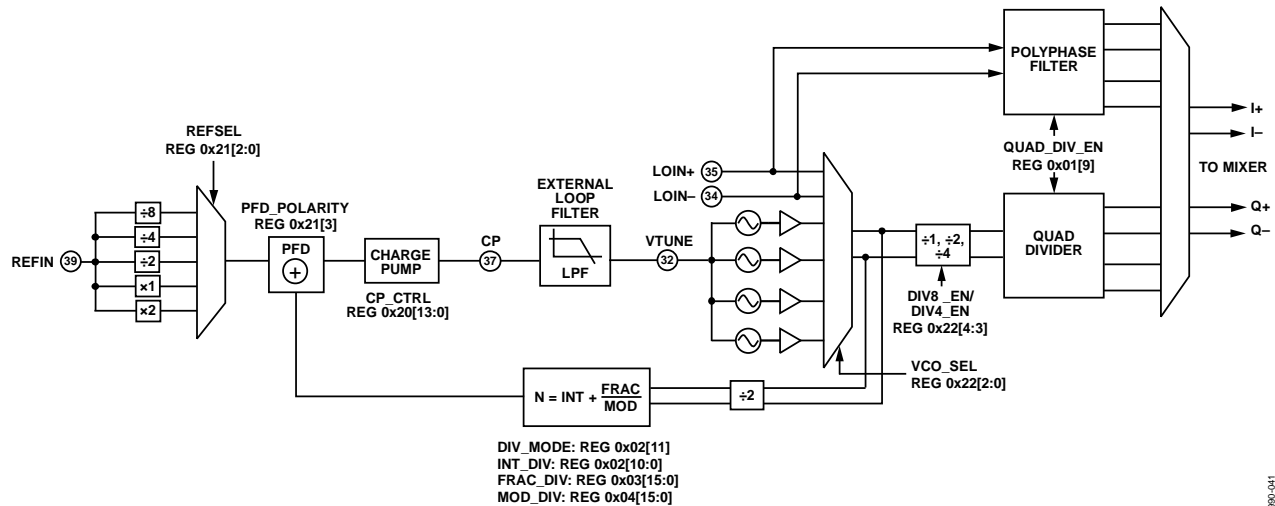 REFSEL
REG 0x21[2:0]
÷8
÷4
÷2
×1
×2
REFIN
39
PFD_POLARITY
REG 0x21[3]
PFD
+
CHARGE
PUMP
CP_CTRL
REG 0x20[13:0]
CP
37
EXTERNAL
LOOP
FILTER
LPF
VTUNE
32
LOIN+
35
LOIN–
34
POLYPHASE
FILTER
QUAD_DIV_EN
REG 0x01[9]
QUAD
DIVIDER
÷1, ÷2,
÷4
DIV8 _EN/
DIV4_EN
REG 0x22[4:3]
VCO_SEL
REG 0x22[2:0]
I+
I–
TO MIXER
Q+
Q–
N = INT + FRAC
MOD
÷2
DIV_MODE: REG 0x02[11]
INT_DIV: REG 0x02[10:0]
FRAC_DIV: REG 0x03[15:0]
MOD_DIV: REG 0x04[15:0]
990-041